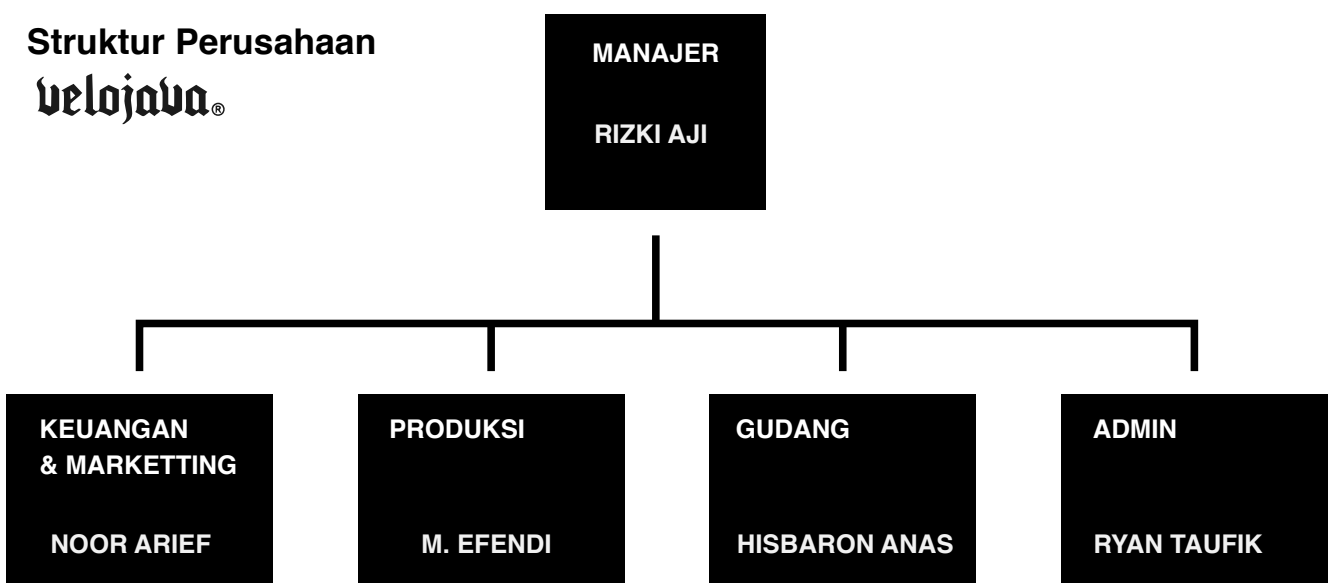 Struktur Perusahaan
velojava®
MANAJER
RIZKI AJI
KEUANGAN
& MARKETTING
NOOR ARIEF
PRODUKSI
M. EFENDI
GUDANG
HISBARON ANAS
ADMIN
RYAN TAUFIK